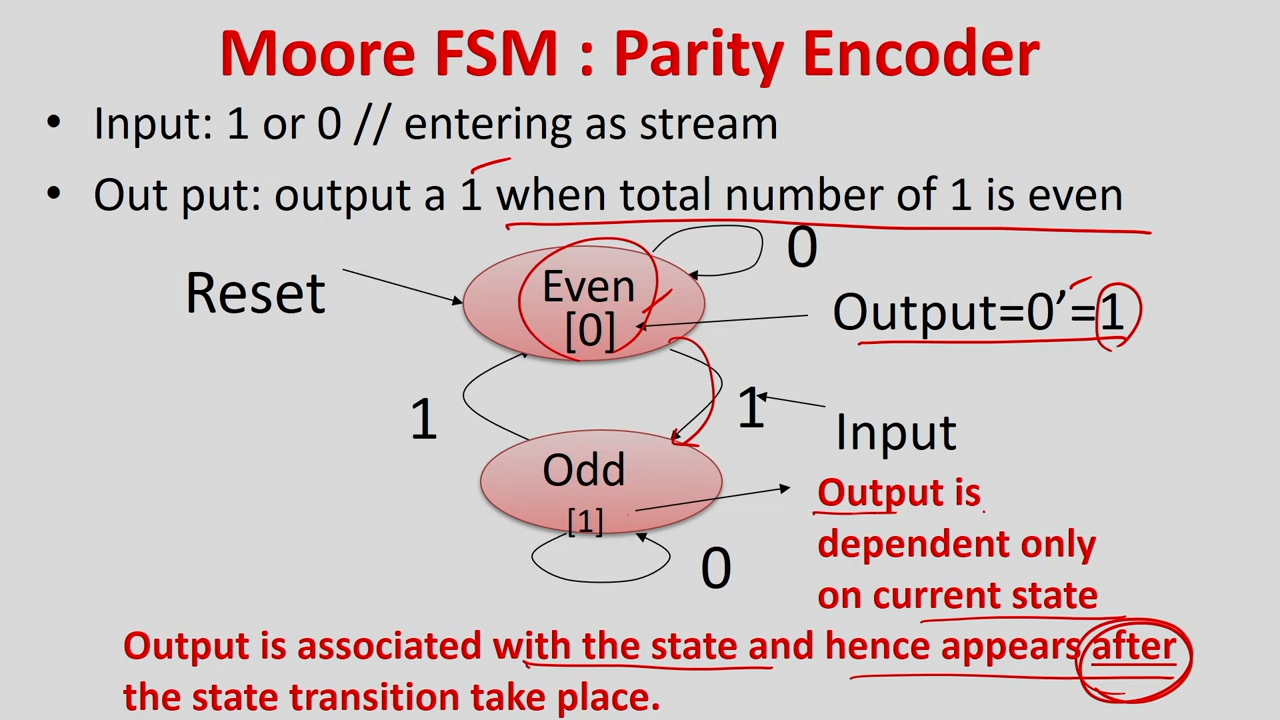 Moore FSM : Parity Encoder
• Input: 1 or 0 // entering as stream
• Out put: output a 1 when total number of 1 is even
0
Even
Reset
[0]
Output=0’=1
1
1
Input
Odd
[1]
Output is
dependent only
on current state
0
Output is associated with the state and hence appears after
the state transition take place.